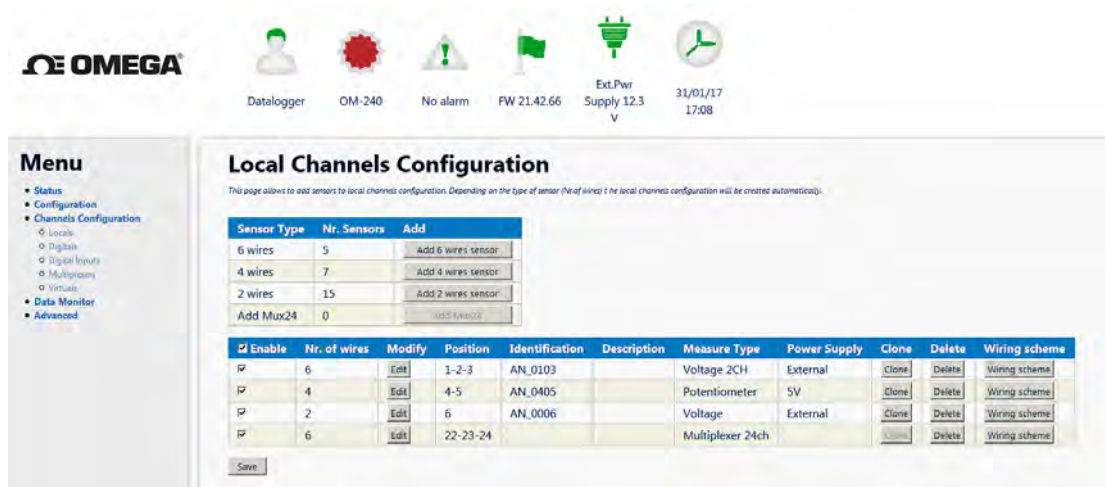 OMEGA®
Datalogger
OM-240
No alarm
FW 21.42.66
Ext.Pwr
Supply 12.3
V
31/01/17
17:08
Menu
Status
Configuration
Channels Configuration
Locals
Digitals
Digital Inputs
Multiplexers
Virtuals
Data Monitor
Advanced
Local Channels Configuration
This page allows to add sensors to local channels configuration. Depending on the type of sensor (Nr.of wires) t he local channels configuration will be created automatically.
Sensor Type Nr. Sensors Add
6 wires 5 Add 6 wires sensor
4 wires 7 Add 4 wires sensor
2 wires 15 Add 2 wires sensor
Add Mux24 0 Add Mux24
Enable Nr. of wires Modify Position Identification Description Measure Type Power Supply Clone Delete Wiring scheme
6 Edit 1-2-3 AN_0103 Voltage 2CH External Clone Delete Wiring scheme
4 Edit 4-5 AN_0405 Potentiometer 5V Clone Delete Wiring scheme
2 Edit 6 AN_0006 Voltage External Clone Delete Wiring scheme
6 Edit 22-23-24 Multiplexer 24ch Clone Delete Wiring scheme
Save